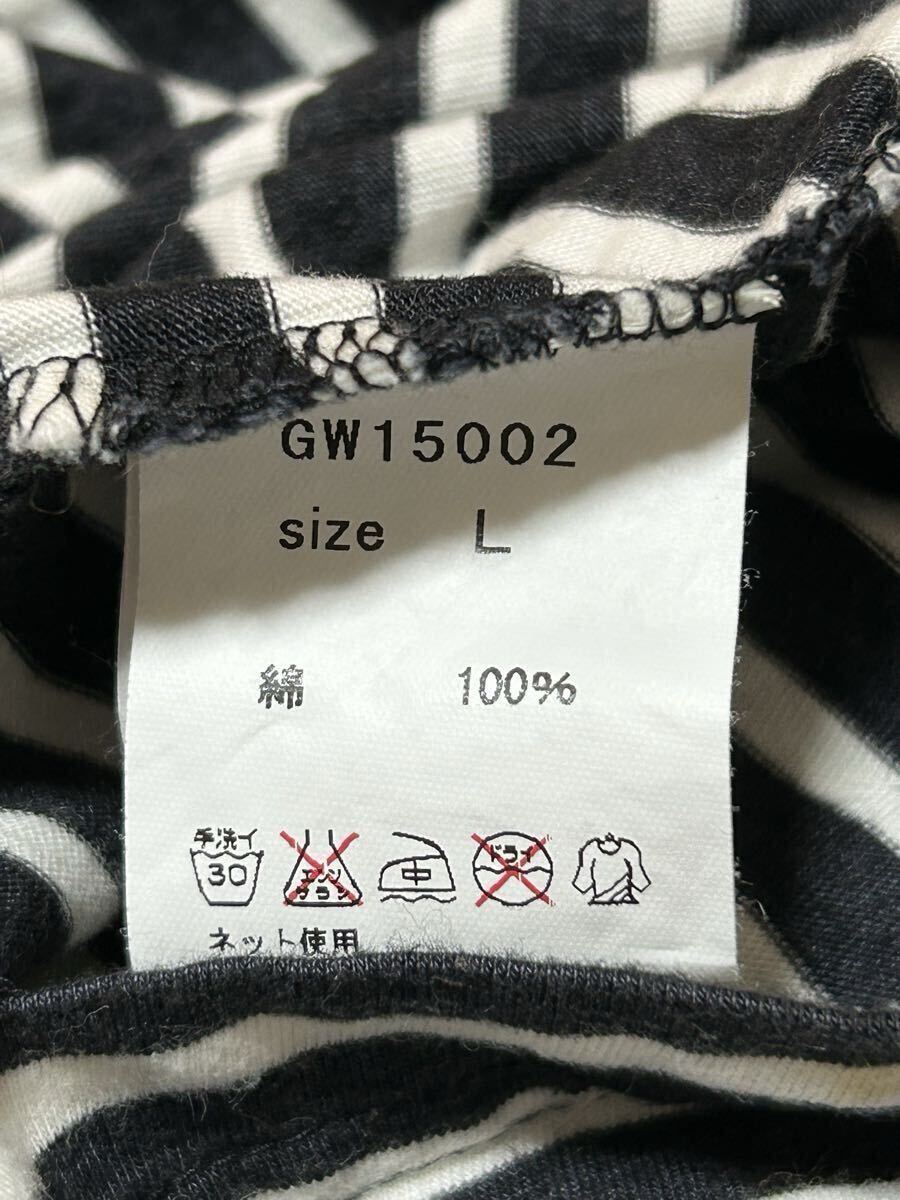 GW15002
size L
綿 100%
手洗イ
30 エンソ サラシ 中 ドライ
ネット使用